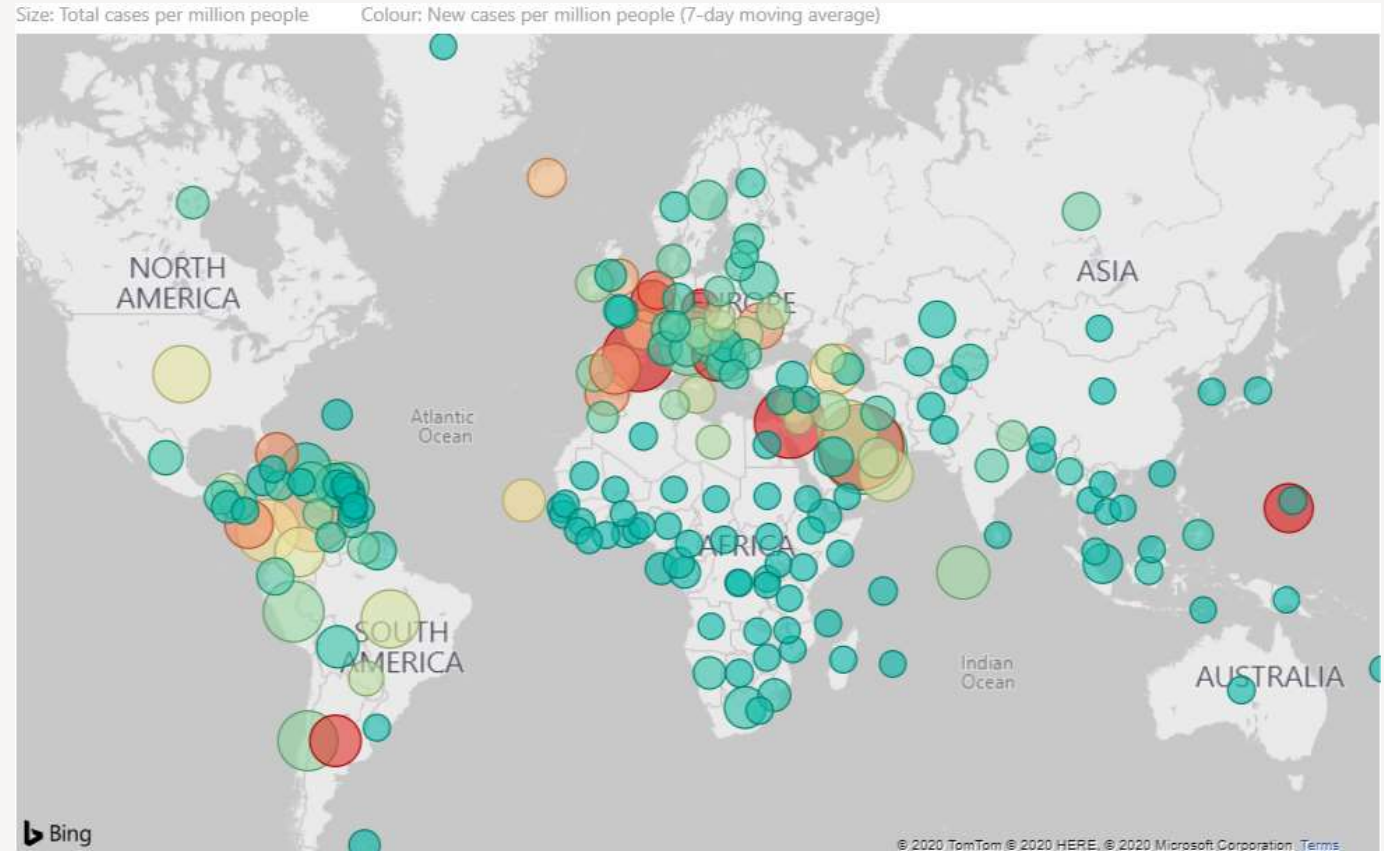 Size: Total cases per million people Colour: New cases per million people (7-day moving average)
NORTH
AMERICA
ASIA
EUROPE
Atlantic
Ocean
AFRICA
SOUTH
AMERICA
Indian
Ocean
AUSTRALIA
Bing
© 2020 TomTom © 2020 HERE, © 2020 Microsoft Corporation Terms